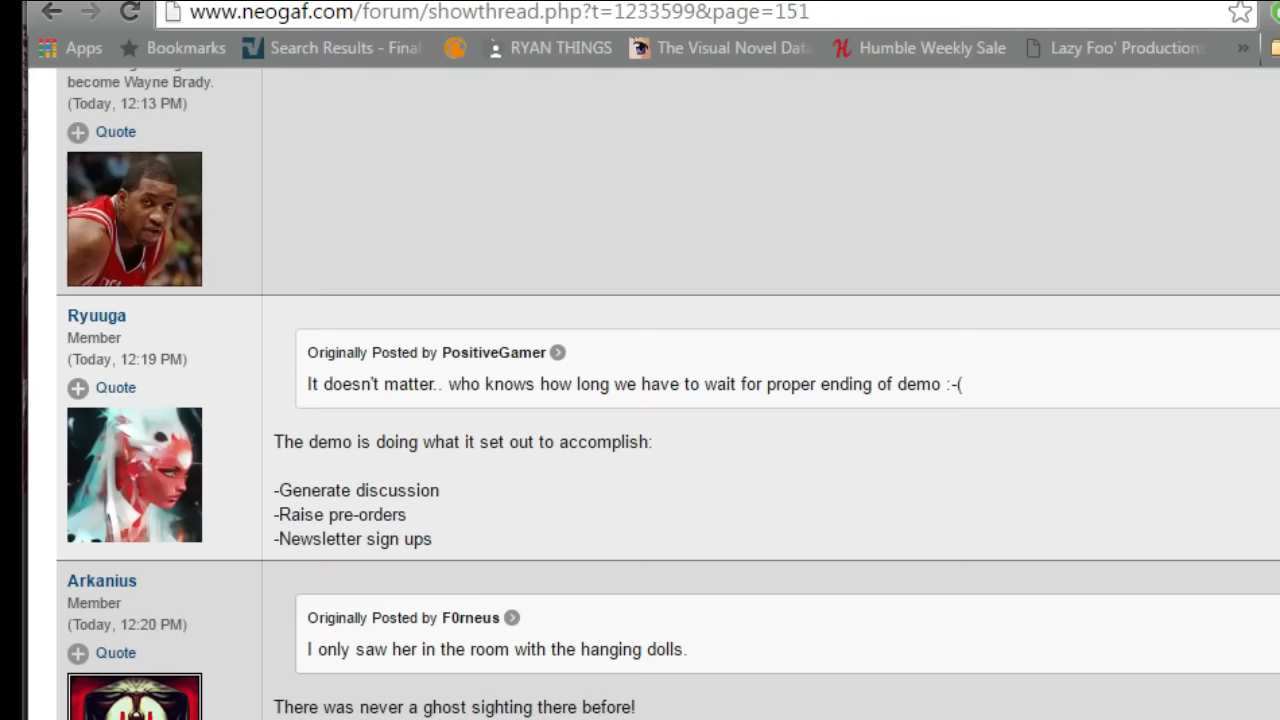 www.neogaf.com/forum/showthread.php?t=1233599&page=151
Apps Bookmarks Search Results - Final RYAN THINGS The Visual Novel Data Humble Weekly Sale Lazy Foo' Productions »
become Wayne Brady.
(Today, 12:13 PM)
Quote
Ryuuga
Member
(Today, 12:19 PM)
Quote
Originally Posted by PositiveGamer
It doesn't matter.. who knows how long we have to wait for proper ending of demo :-(
The demo is doing what it set out to accomplish:
-Generate discussion
-Raise pre-orders
-Newsletter sign ups
Arkanius
Member
(Today, 12:20 PM)
Quote
Originally Posted by F0rneus
I only saw her in the room with the hanging dolls.
There was never a ghost sighting there before!